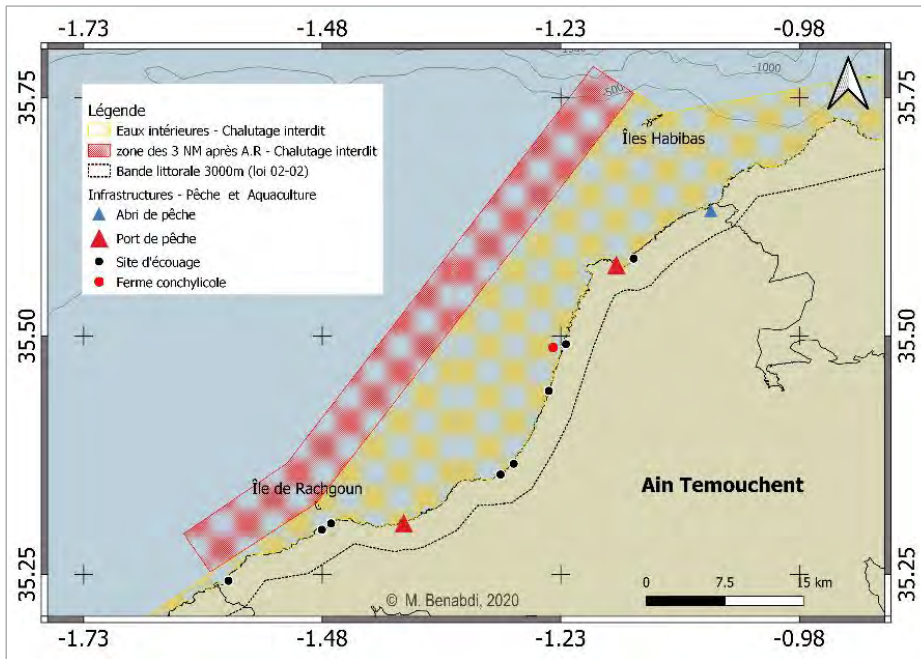 -1.73 -1.48 -1.23 -0.98
35.75 35.75
-1000
-500
Légende
Eaux intérieures - Chalutage interdit
zone des 3 NM après A.R - Chalutage interdit
Bande littorale 3000m (loi 02-02)
Infrastructures - Pêche et Aquaculture
Abri de pêche
Port de pêche
Site d'écouage
Ferme conchylicole
Îles Habibas
35.50 35.50
Île de Rachgoun
Ain Temouchent
35.25 35.25
0 7.5 15 km
© M. Benabdi, 2020
-1.73 -1.48 -1.23 -0.98